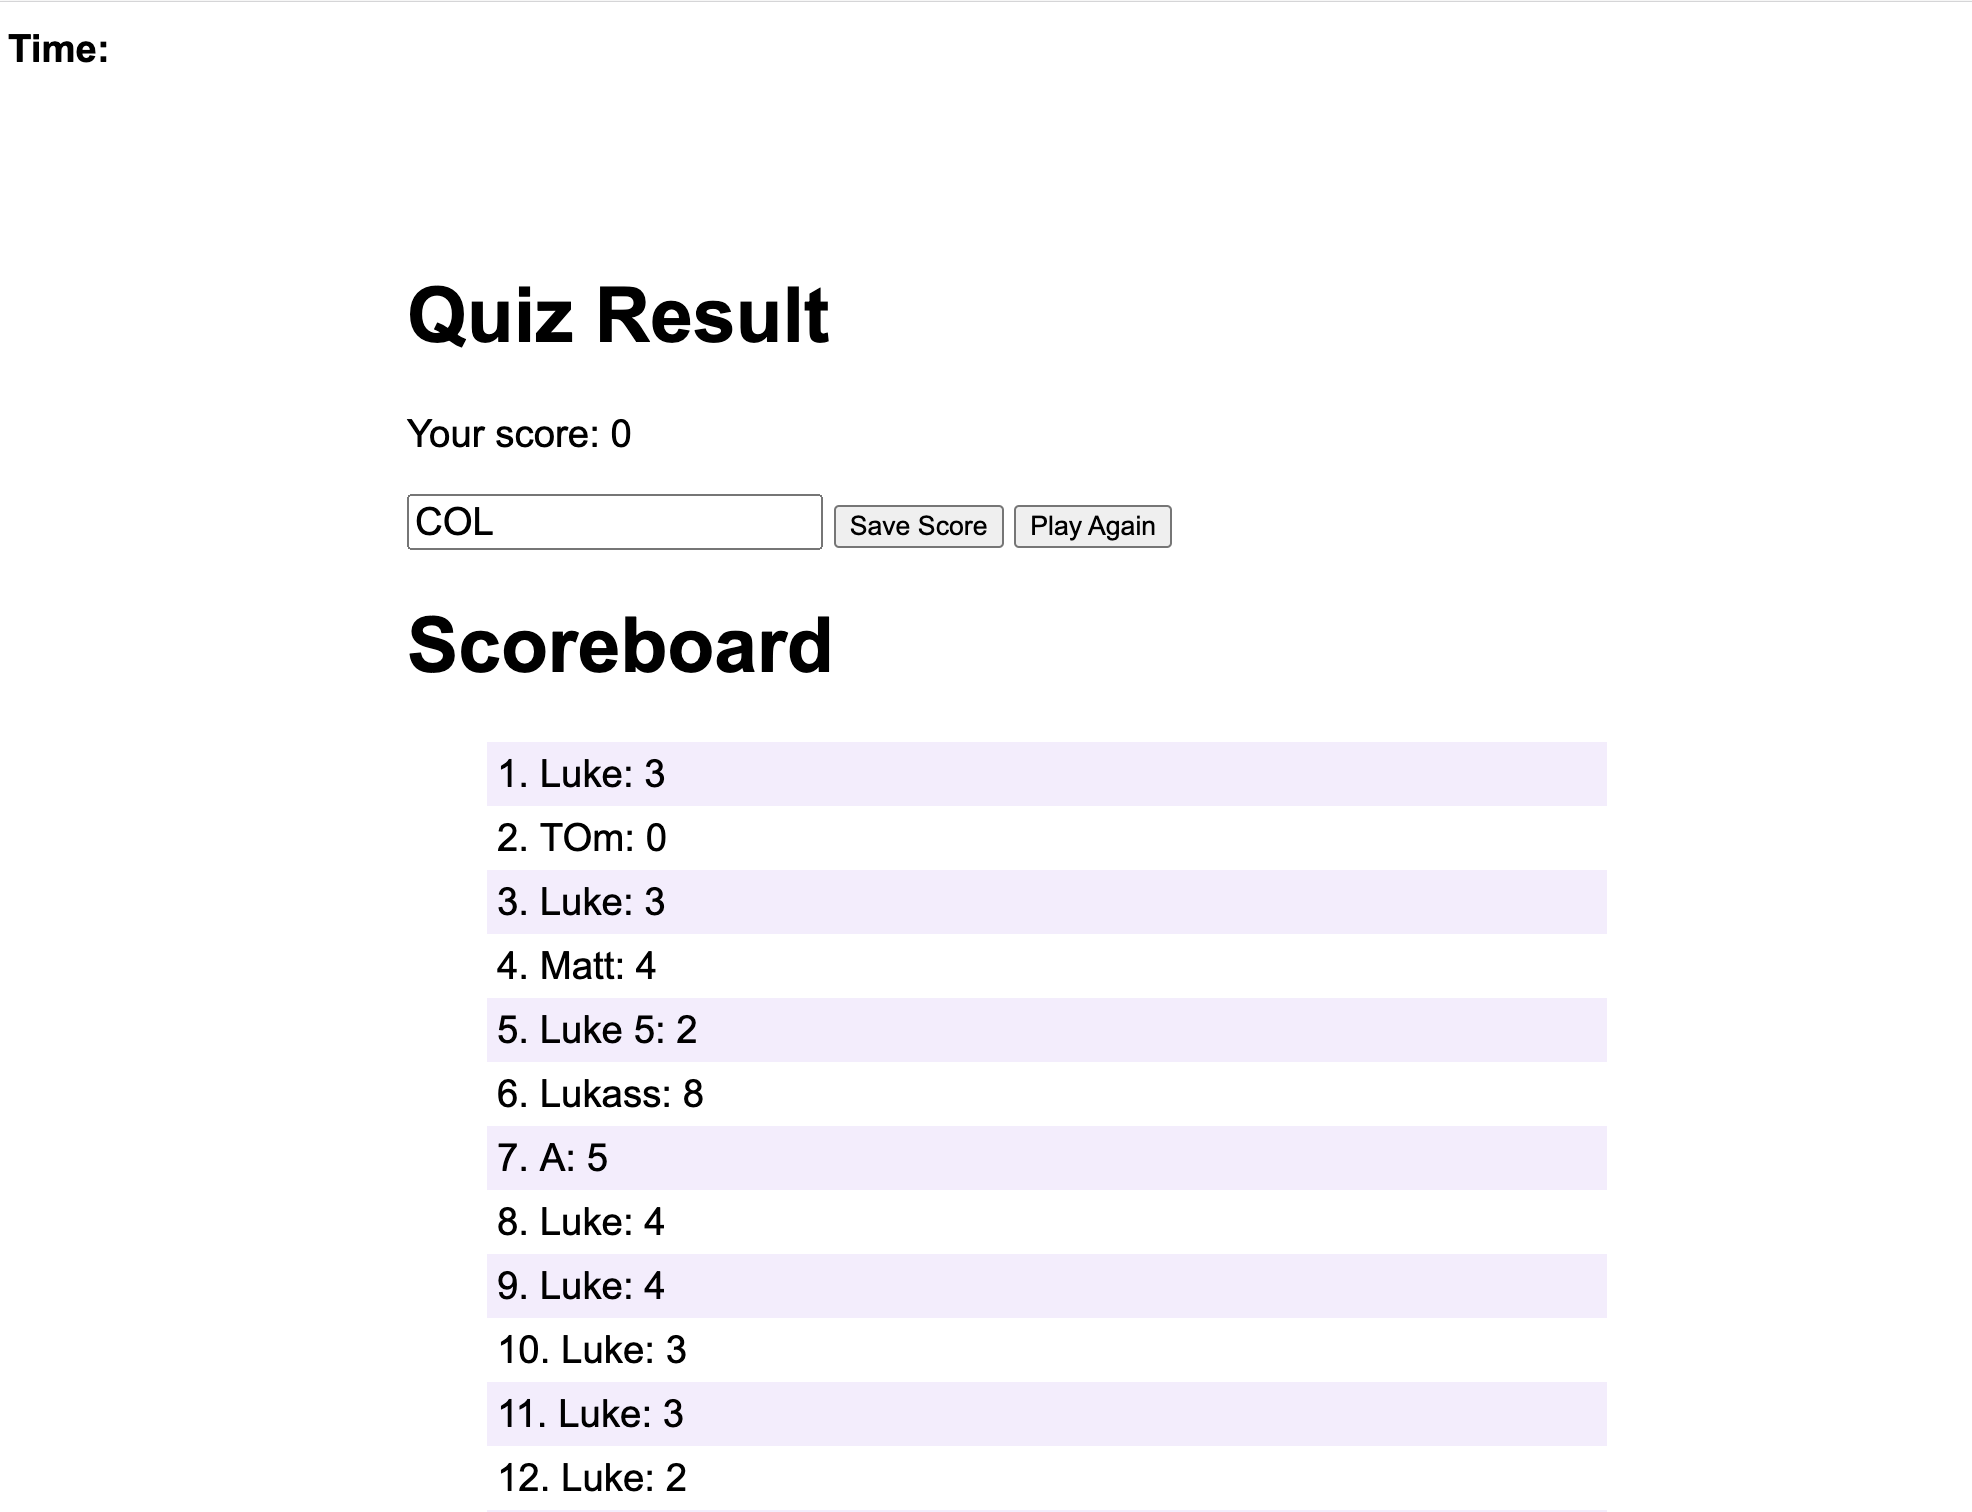 Time:
Quiz Result
Your score: 0
COL Save Score Play Again
Scoreboard
1. Luke: 3
2. TOm: 0
3. Luke: 3
4. Matt: 4
5. Luke 5: 2
6. Lukass: 8
7. A: 5
8. Luke: 4
9. Luke: 4
10. Luke: 3
11. Luke: 3
12. Luke: 2